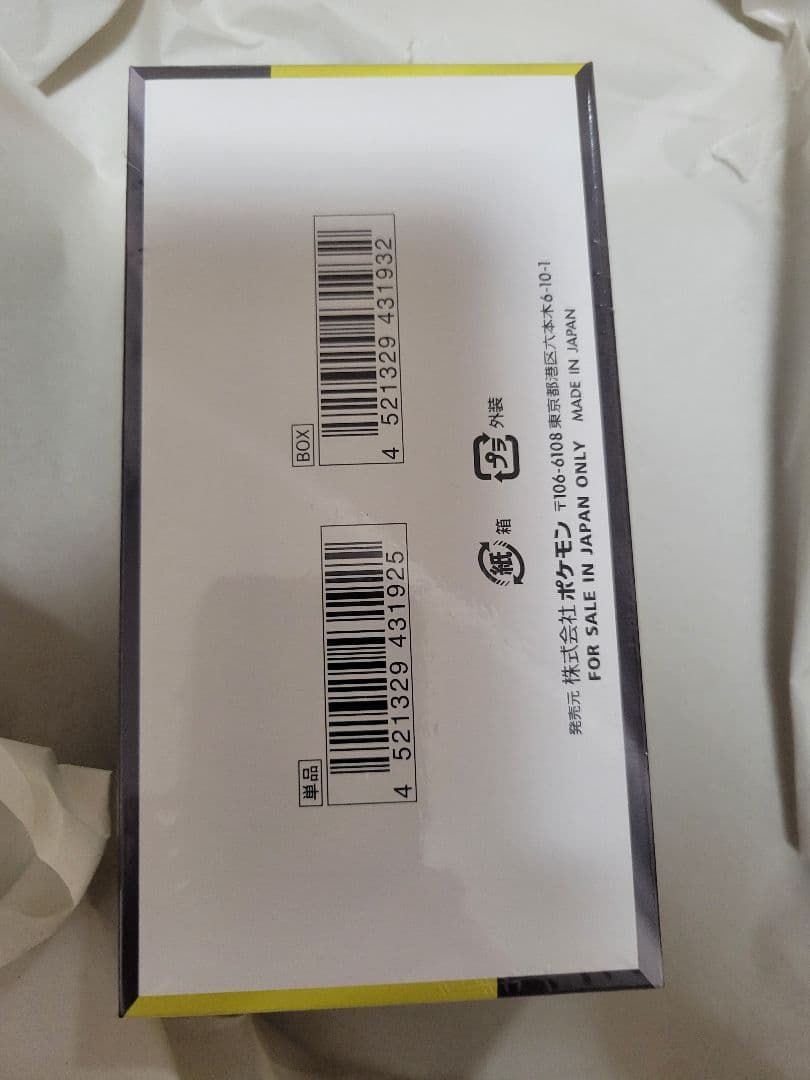 単品
4 521329 431925
BOX
4 521329 431932
紙 箱
プラ 外装
発売元 株式会社 ポケモン 〒106-6108 東京都港区六本木6-10-1
FOR SALE IN JAPAN ONLY MADE IN JAPAN